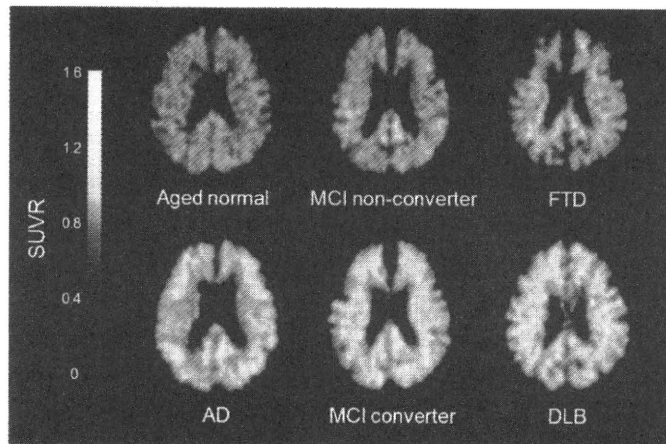 1.6
1.2
0.8
0.4
0
SUVR
Aged normal
MCI non-converter
FTD
AD
MCI converter
DLB